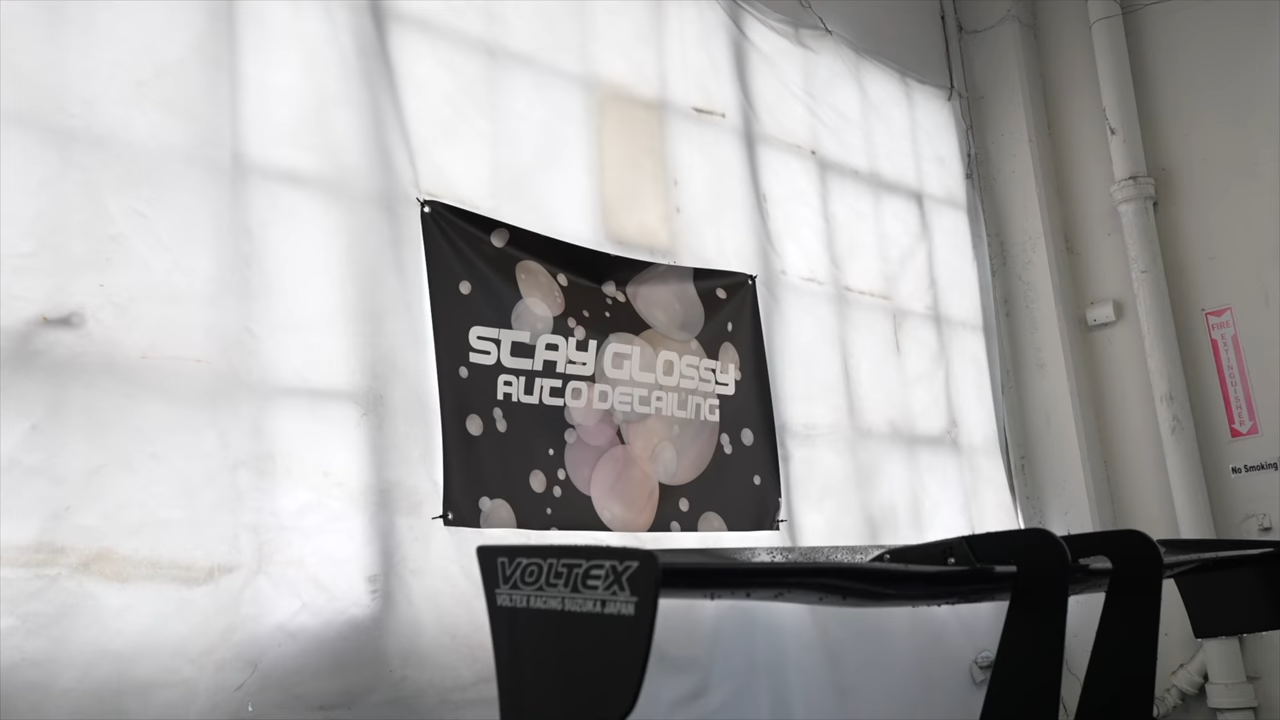 STAY GLOSSY
AUTO DETAILING
VOLTEX
VOLTEX RACING SUZUKA JAPAN
FIRE
EXTINGUISHER
No Smoking